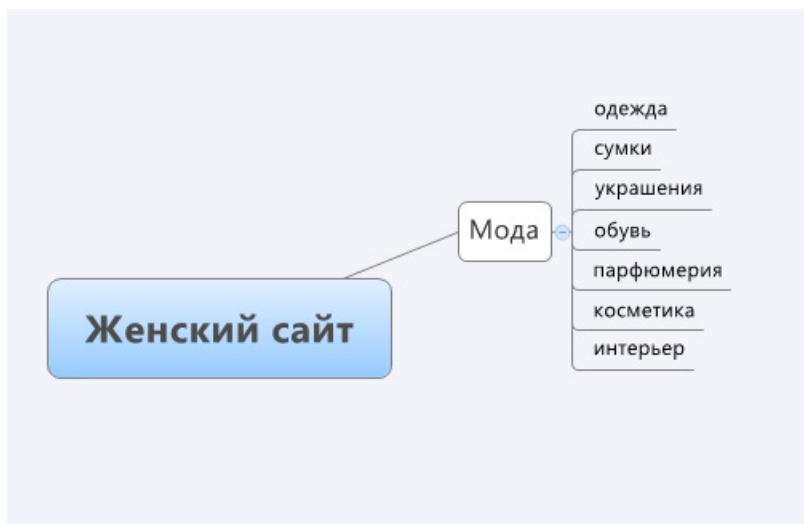 Женский сайт
Мода
одежда
сумки
украшения
обувь
парфюмерия
косметика
интерьер